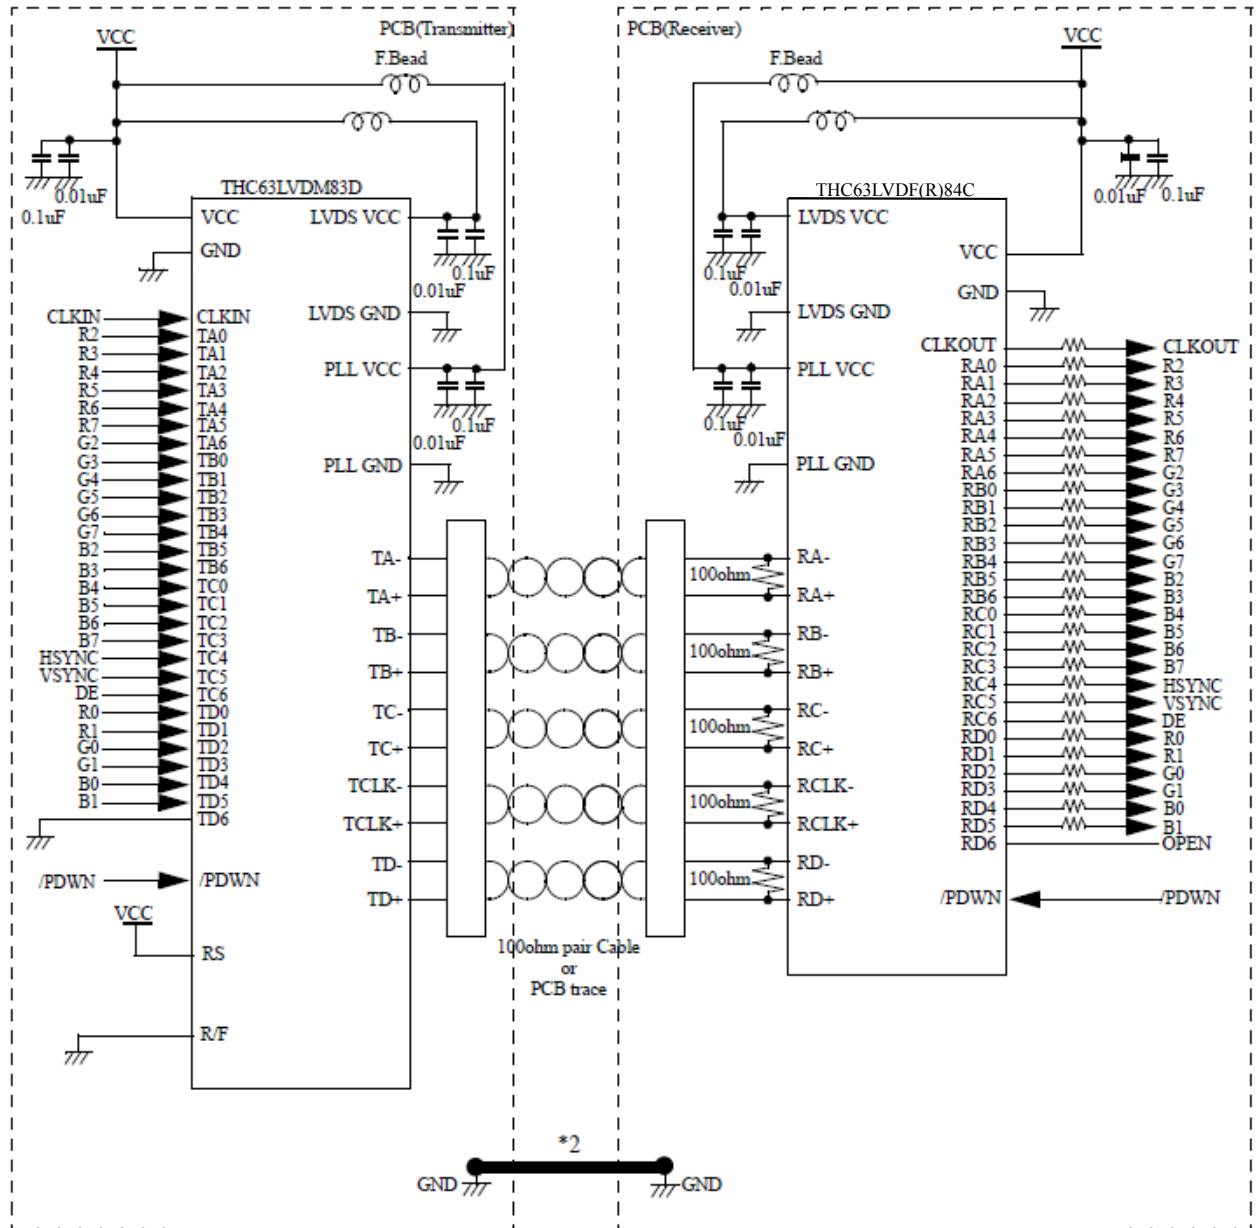 PCB(Transmitter)
VCC
F.Bead
0.01uF
0.1uF
THC63LVDM83D
VCC
LVDS VCC
GND
0.1uF
0.01uF
LVDS GND
PLL VCC
0.1uF
0.01uF
PLL GND
CLKIN CLKIN
R2 TA0
R3 TA1
R4 TA2
R5 TA3
R6 TA4
R7 TA5
G2 TA6
G3 TB0
G4 TB1
G5 TB2
G6 TB3
G7 TB4
B2 TB5
B3 TB6
B4 TC0
B5 TC1
B6 TC2
B7 TC3
HSYNC TC4
VSYNC TC5
DE TC6
R0 TD0
R1 TD1
G0 TD2
G1 TD3
B0 TD4
B1 TD5
TD6
/PDWN /PDWN
VCC
RS
R/F
TA-
TA+
TB-
TB+
TC-
TC+
TCLK-
TCLK+
TD-
TD+
100ohm pair Cable
or
PCB trace
PCB(Receiver)
VCC
F.Bead
0.01uF
0.1uF
THC63LVDF(R)84C
LVDS VCC
VCC
0.1uF
0.01uF
GND
LVDS GND
PLL VCC
0.1uF
0.01uF
PLL GND
100ohm
RA-
RA+
100ohm
RB-
RB+
100ohm
RC-
RC+
100ohm
RCLK-
RCLK+
100ohm
RD-
RD+
CLKOUT CLKOUT
RA0 R2
RA1 R3
RA2 R4
RA3 R5
RA4 R6
RA5 R7
RA6 G2
RB0 G3
RB1 G4
RB2 G5
RB3 G6
RB4 G7
RB5 B2
RB6 B3
RC0 B4
RC1 B5
RC2 B6
RC3 B7
RC4 HSYNC
RC5 VSYNC
RC6 DE
RD0 R0
RD1 R1
RD2 G0
RD3 G1
RD4 B0
RD5 B1
RD6 OPEN
/PDWN /PDWN
*2
GND GND